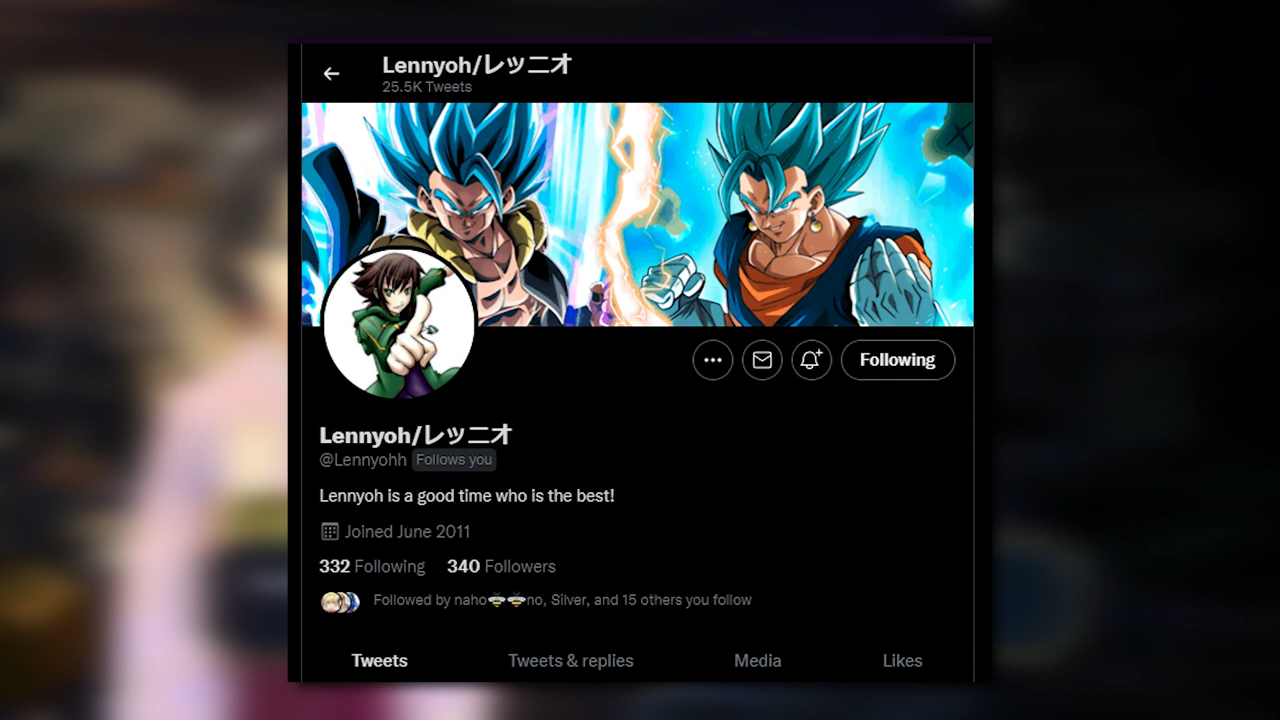 Lennyoh/レッニオ
25.5K Tweets
Following
Lennyoh/レッニオ
@Lennyohh Follows you
Lennyoh is a good time who is the best!
Joined June 2011
332 Following 340 Followers
Followed by naho🐝🐝no, Silver, and 15 others you follow
Tweets Tweets & replies Media Likes